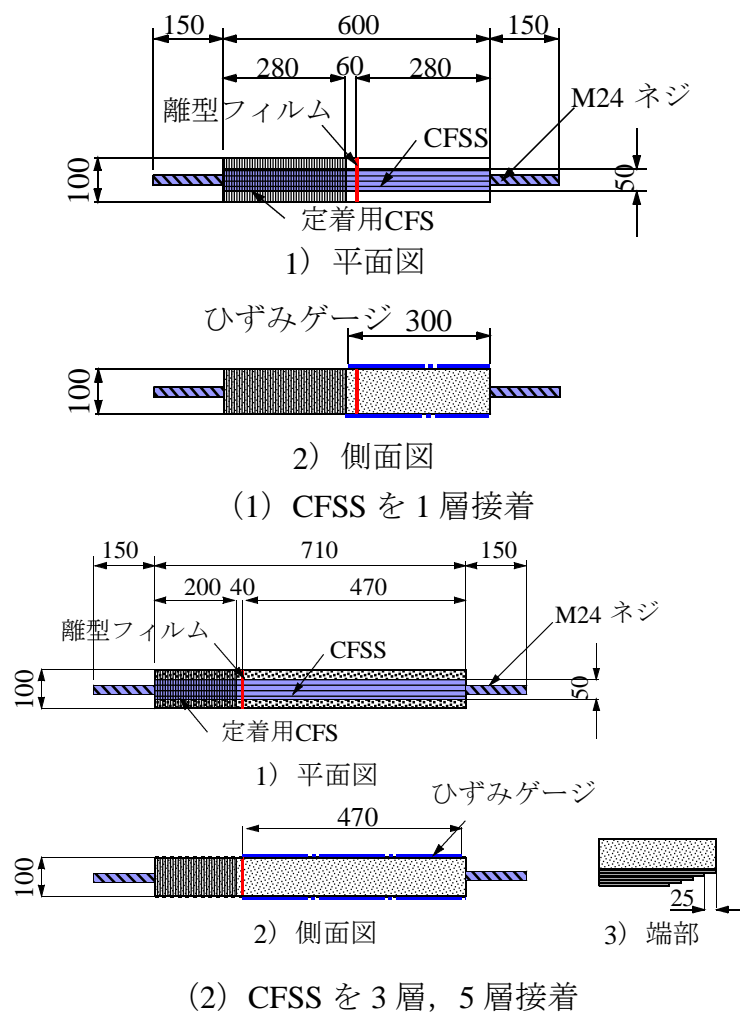 150 600 150
280 60 280
離型フィルム
M24 ネジ
CFSS
100
50
定着用CFS
1）平面図
ひずみゲージ 300
100
2）側面図
（1）CFSS を 1 層接着
150 710 150
200 40 470
離型フィルム
M24 ネジ
CFSS
100
50
定着用CFS
1）平面図
ひずみゲージ
470
100
25
2）側面図
3）端部
（2）CFSS を 3 層，5 層接着